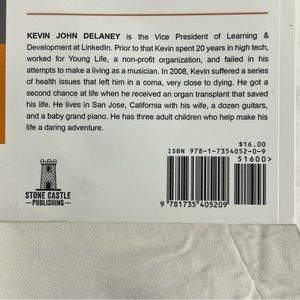 KEVIN JOHN DELANEY is the Vice President of Learning &
Development at LinkedIn. Prior to that Kevin spent 20 years in high tech,
worked for Young Life, a non-profit organization, and failed in his
attempts to make a living as a musician. In 2008, Kevin suffered a series
of health issues that left him in a coma, very close to dying. He got a
second chance at life when he received an organ transplant that saved
his life. He lives in San Jose, California with his wife, a dozen guitars,
and a baby grand piano. He has three adult children who help make his
life a daring adventure.
$16.00
ISBN 978-1-7354052-0-9
51600>
9 781735 405209
STONE CASTLE
PUBLISHING